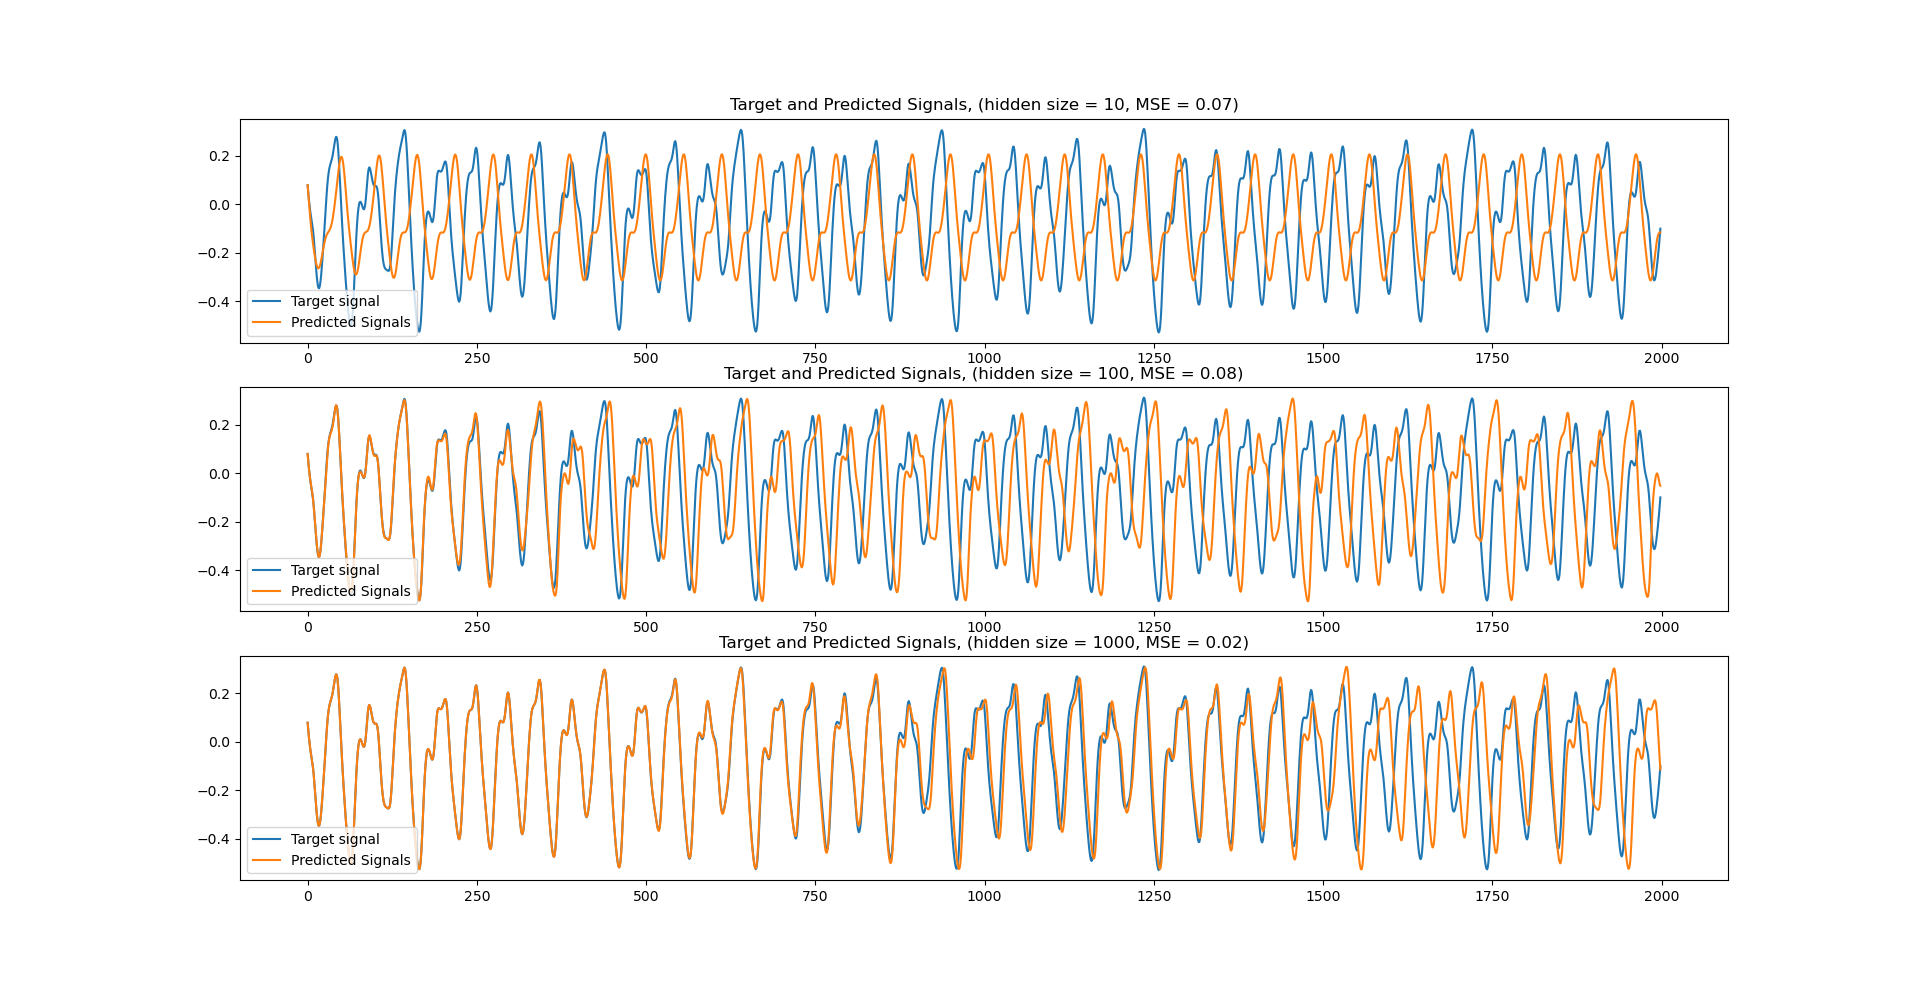 Target and Predicted Signals, (hidden size = 10, MSE = 0.07)
0.2
0.0
−0.2
−0.4
Target signal
Predicted Signals
0 250 500 750 1000 1250 1500 1750 2000
Target and Predicted Signals, (hidden size = 100, MSE = 0.08)
0.2
0.0
−0.2
−0.4
Target signal
Predicted Signals
0 250 500 750 1000 1250 1500 1750 2000
Target and Predicted Signals, (hidden size = 1000, MSE = 0.02)
0.2
0.0
−0.2
−0.4
Target signal
Predicted Signals
0 250 500 750 1000 1250 1500 1750 2000